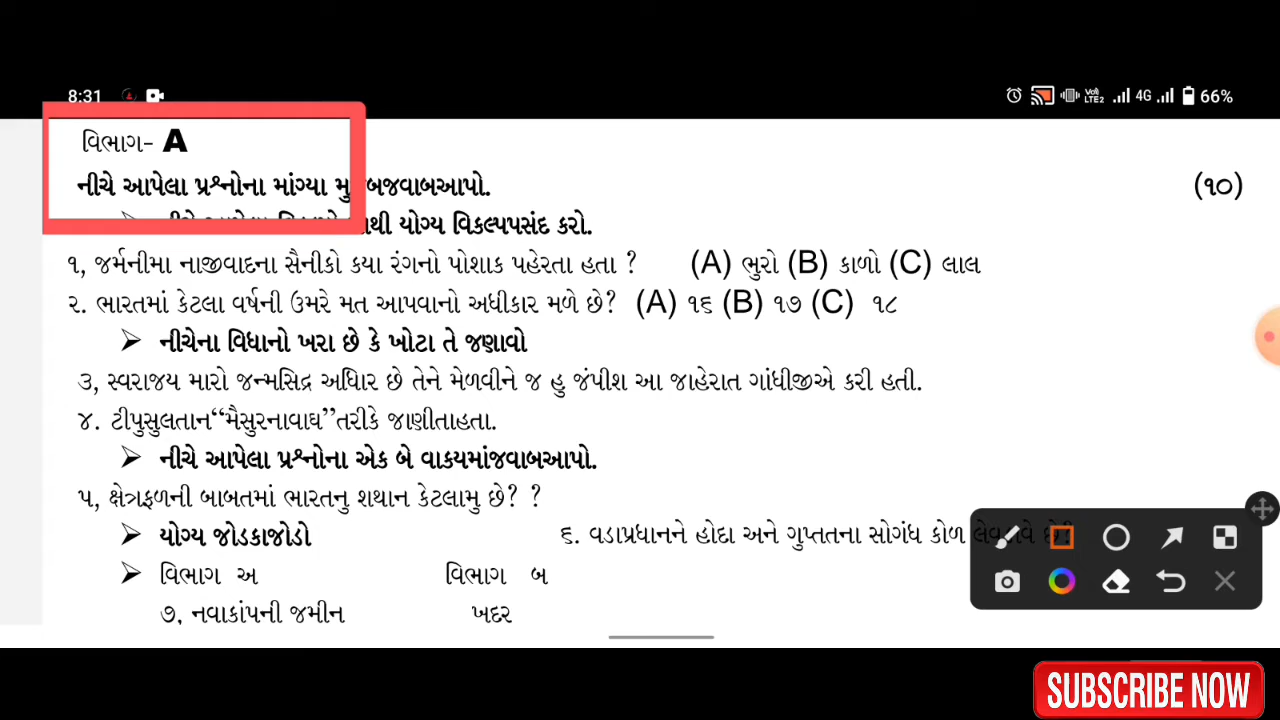 8:31 4G 66%
વિભાગ- A
નીચે આપેલા પ્રશ્નોના માંગ્યા મુ બજવાબઆપો. (૧૦)
યોગ્ય વિકલ્પપસંદ કરો.
૧, જર્મનીમા નાજીવાદના સૈનીકો કયા રંગનો પોશાક પહેરતા હતા ? (A) ભુરો (B) કાળો (C) લાલ
૨. ભારતમાં કેટલા વર્ષની ઉમરે મત આપવાનો અધીકાર મળે છે? (A) ૧૬ (B) ૧૭ (C) ૧૮
➢ નીચેના વિધાનો ખરા છે કે ખોટા તે જણાવો
૩, સ્વરાજય મારો જન્મસિદ્ર અધિાર છે તેને મેળવીને જ હુ જંપીશ આ જાહેરાત ગાંધીજીએ કરી હતી.
૪. ટીપુસુલતાન“મૈસુરનાવાઘ”તરીકે જાણીતાહતા.
➢ નીચે આપેલા પ્રશ્નોના એક બે વાકયમાંજવાબઆપો.
૫, ક્ષેત્રફળની બાબતમાં ભારતનુ શથાન કેટલામુ છે? ?
➢ યોગ્ય જોડકાજોડો ૬. વડાપ્રધાનને હોદા અને ગુપ્તતના સોગંધ કોળ
➢ વિભાગ અ વિભાગ બ
૭, નવાકાંપની જમીન ખદર
SUBSCRIBE NOW